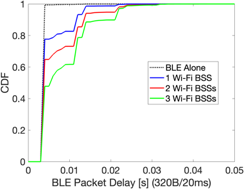 1
0.8
0.6
0.4
0.2
0
CDF
BLE Alone
1 Wi-Fi BSS
2 Wi-Fi BSSs
3 Wi-Fi BSSs
0 0.01 0.02 0.03 0.04 0.05
BLE Packet Delay [s] (320B/20ms)